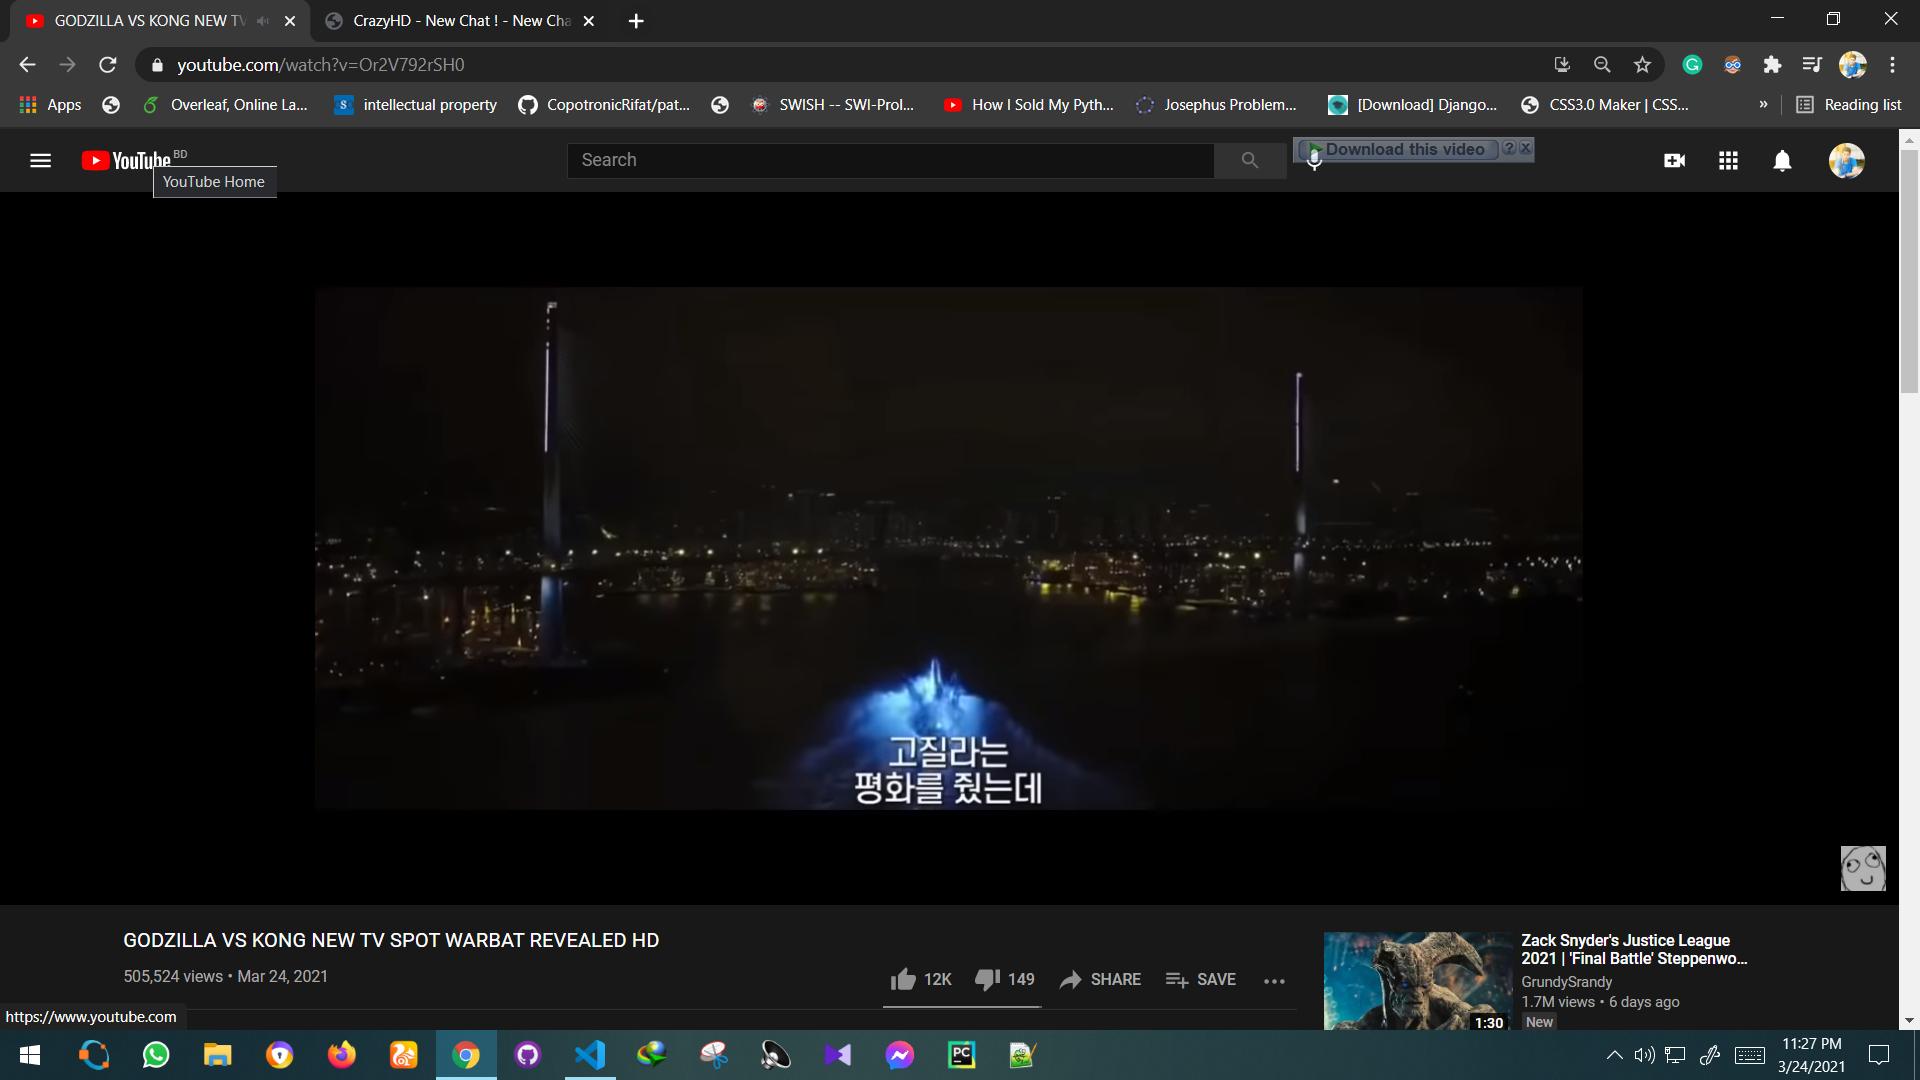 GODZILLA VS KONG NEW TV
CrazyHD - New Chat ! - New Cha
youtube.com/watch?v=Or2V792rSH0
Apps
Overleaf, Online La...
intellectual property
CopotronicRifat/pat...
SWISH -- SWI-Prol...
How I Sold My Pyth...
Josephus Problem...
[Download] Django...
CSS3.0 Maker | CSS...
»
Reading list
YouTube BD
Search
Download this video ?
YouTube Home
고질라는
평화를 줬는데
GODZILLA VS KONG NEW TV SPOT WARBAT REVEALED HD
505,524 views • Mar 24, 2021
12K
149
SHARE
SAVE
Zack Snyder's Justice League
2021 | 'Final Battle' Steppenwo...
GrundySrandy
1.7M views • 6 days ago
New
1:30
https://www.youtube.com
PC
11:27 PM
3/24/2021